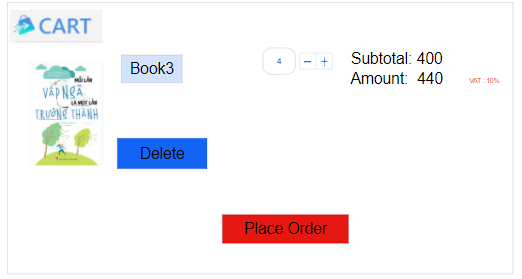 CART
Book3
4
− +
Subtotal: 400
Amount: 440
VAT : 10%
MỖI LẦN
VẤP NGÃ
LÀ MỘT LẦN
TRƯỞNG THÀNH
Delete
Place Order